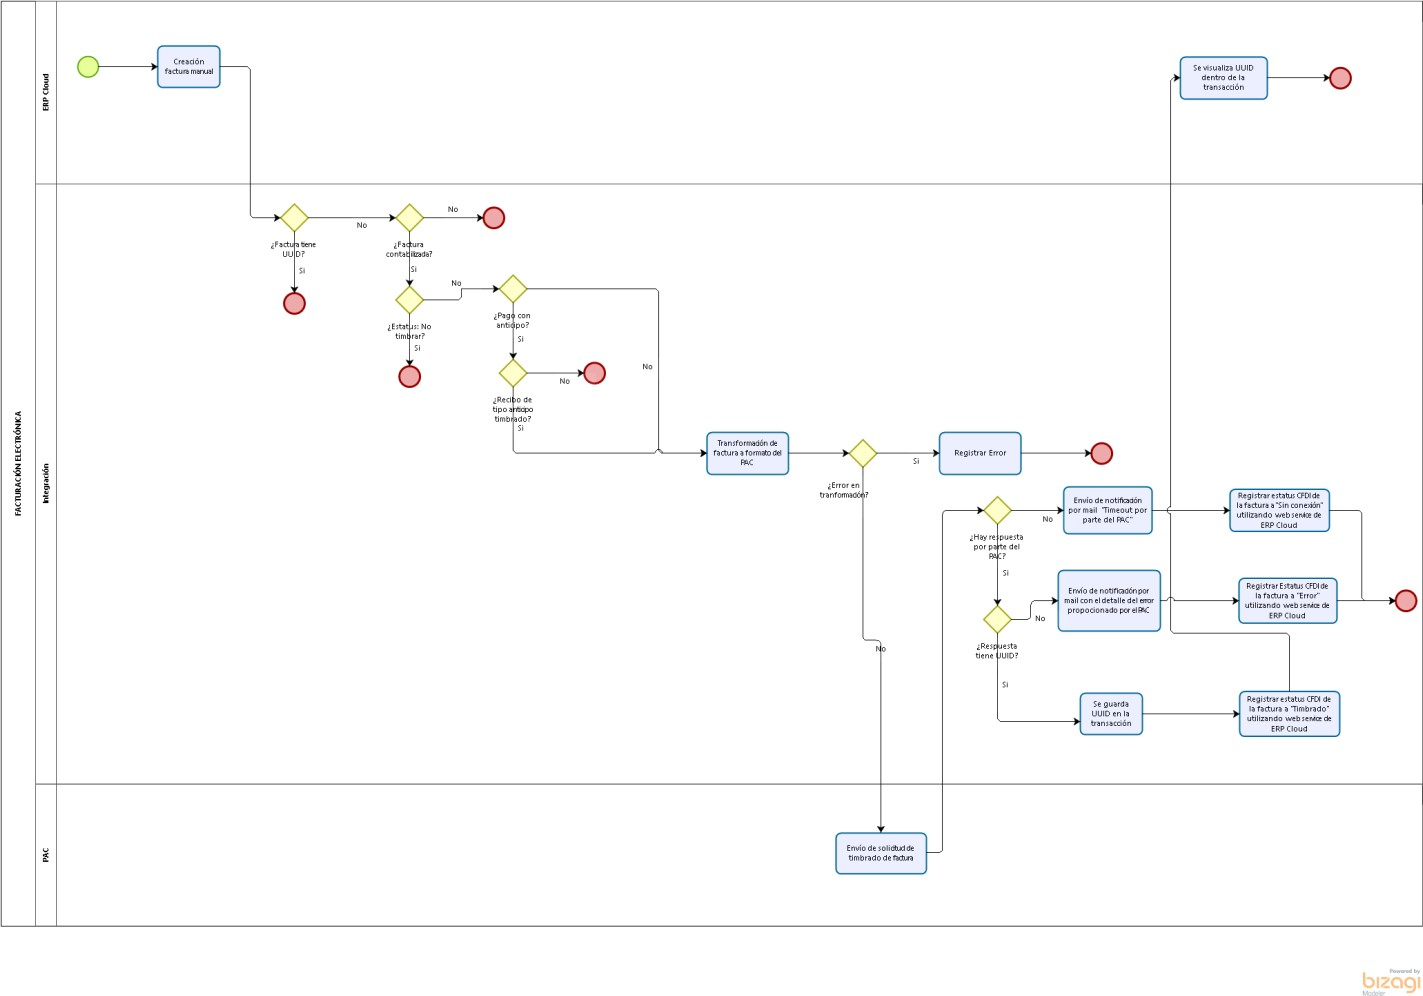 FACTURACIÓN ELECTRÓNICA
ERP Cloud
Creación
factura manual
Se visualiza UUID
dentro de la
transacción
Integración
¿Factura tiene
UUID?
No
Si
¿Factura
contabilizada?
No
Si
¿Estatus: No
timbrar?
No
Si
¿Pago con
anticipo?
Si
No
¿Recibo de
tipo anticipo
timbrado?
No
Si
Transformación de
factura a formato del
PAC
¿Error en
tranformación?
Si
No
Registrar Error
¿Hay respuesta
por parte del
PAC?
No
Si
Envío de notificación
por mail "Timeout por
parte del PAC"
Registrar estatus CFDI de
la factura a "Sin conexión"
utilizando web service de
ERP Cloud
¿Respuesta
tiene UUID?
No
Si
Envío de notificación por
mail con el detalle del error
propocionado por el PAC
Registrar Estatus CFDI de
la factura a "Error"
utilizando web service de
ERP Cloud
Se guarda
UUID en la
transacción
Registrar estatus CFDI de
la factura a "Timbrado"
utilizando web service de
ERP Cloud
PAC
Envío de solicitud de
timbrado de factura
Powered by
bizagi
Modeler